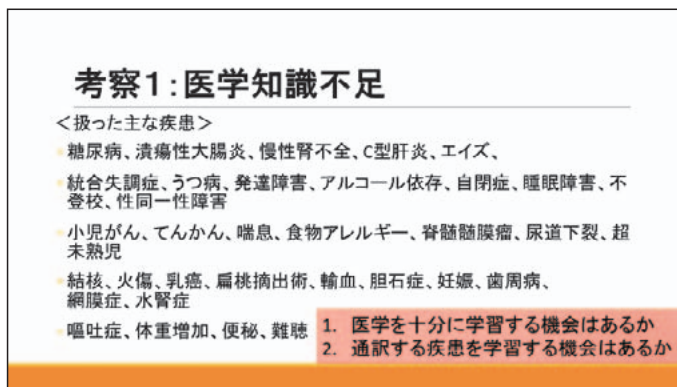 考察1:医学知識不足
＜扱った主な疾患＞
糖尿病、潰瘍性大腸炎、慢性腎不全、C型肝炎、エイズ、
統合失調症、うつ病、発達障害、アルコール依存、自閉症、睡眠障害、不
登校、性同一性障害
小児がん、てんかん、喘息、食物アレルギー、脊髄髄膜瘤、尿道下裂、超
未熟児
結核、火傷、乳癌、扁桃摘出術、輸血、胆石症、妊娠、歯周病、
網膜症、水腎症
嘔吐症、体重増加、便秘、難聴
1. 医学を十分に学習する機会はあるか
2. 通訳する疾患を学習する機会はあるか